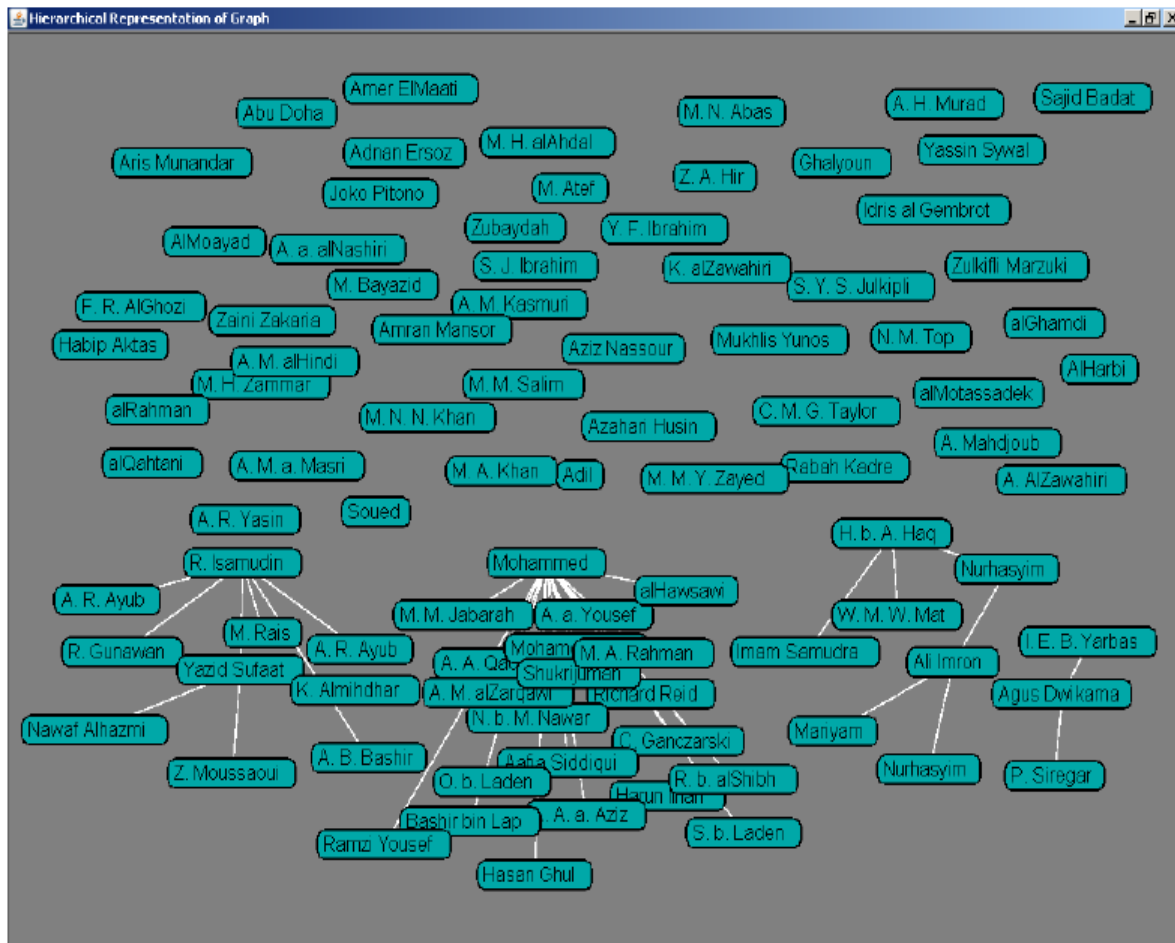 Hierarchical Representation of Graph
Amer ElMaati
Sajid Badat
A. H. Murad
Abu Doha
M. N. Abas
M. H. alAhdal
Adnan Ersoz
Yassin Sywal
Aris Munandar
Ghalyoun
Z. A. Hir
Joko Pitono
M. Atef
Idris al Gembrot
Zubaydah
Y. F. Ibrahim
AlMoayad
A. a. alNashiri
S. J. Ibrahim
K. alZawahiri
Zulkifli Marzuki
M. Bayazid
S. Y. S. Julkipli
F. R. AlGhozi
A. M. Kasmuri
Zaini Zakaria
Amran Mansor
alGhamdi
Habip Aktas
Aziz Nassour
Mukhlis Yunos
N. M. Top
A. M. alHindi
AlHarbi
M. H. Zammar
M. M. Salim
alMotassadek
alRahman
M. N. N. Khan
C. M. G. Taylor
Azahari Husin
A. Mahdjoub
alQahtani
A. M. a. Masri
M. A. Khan
Adil
M. M. Y. Zayed
Rabah Kadre
A. AlZawahiri
Soued
A. R. Yasin
H. b. A. Haq
R. Isamudin
Mohammed
Nurhasyim
alHawsawi
A. R. Ayub
M. M. Jabarah
A. a. Yousef
W. M. W. Mat
M. Rais
R. Gunawan
A. R. Ayub
M. A. Rahman
Imam Samudra
I. E. B. Yarbas
Yazid Sufaat
A. A.
Shukrijuman
Ali Imron
K. Almihdhar
A. M. alZarqawi
Richard Reid
Agus Dwikarna
Nawaf Alhazmi
N. b. M. Nawar
Mariyam
C. Ganczarski
A. B. Bashir
Aafia Siddiqui
Z. Moussaoui
O. b. Laden
R. b. alShibh
Nurhasyim
P. Siregar
Harun Ilhan
Bashir bin Lap
A. a. Aziz
S. b. Laden
Ramzi Yousef
Hasan Ghul